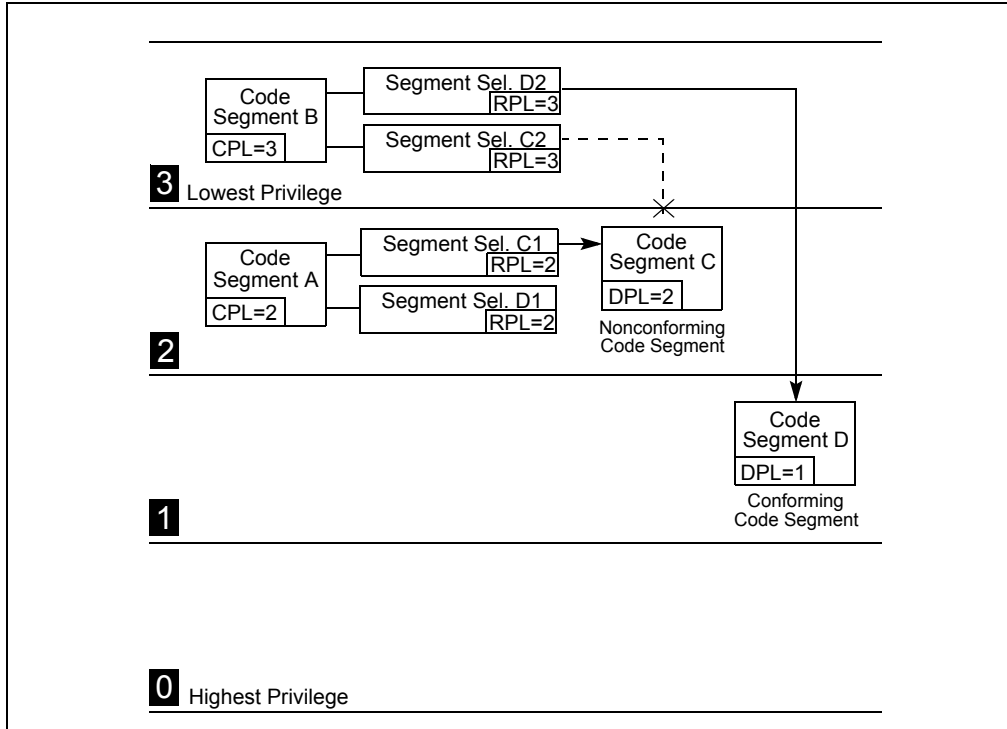 Code
Segment B
CPL=3
Segment Sel. D2
RPL=3
Segment Sel. C2
RPL=3
3 Lowest Privilege
Code
Segment A
CPL=2
Segment Sel. C1
RPL=2
Segment Sel. D1
RPL=2
Code
Segment C
DPL=2
Nonconforming
Code Segment
2
Code
Segment D
DPL=1
Conforming
Code Segment
1
0 Highest Privilege